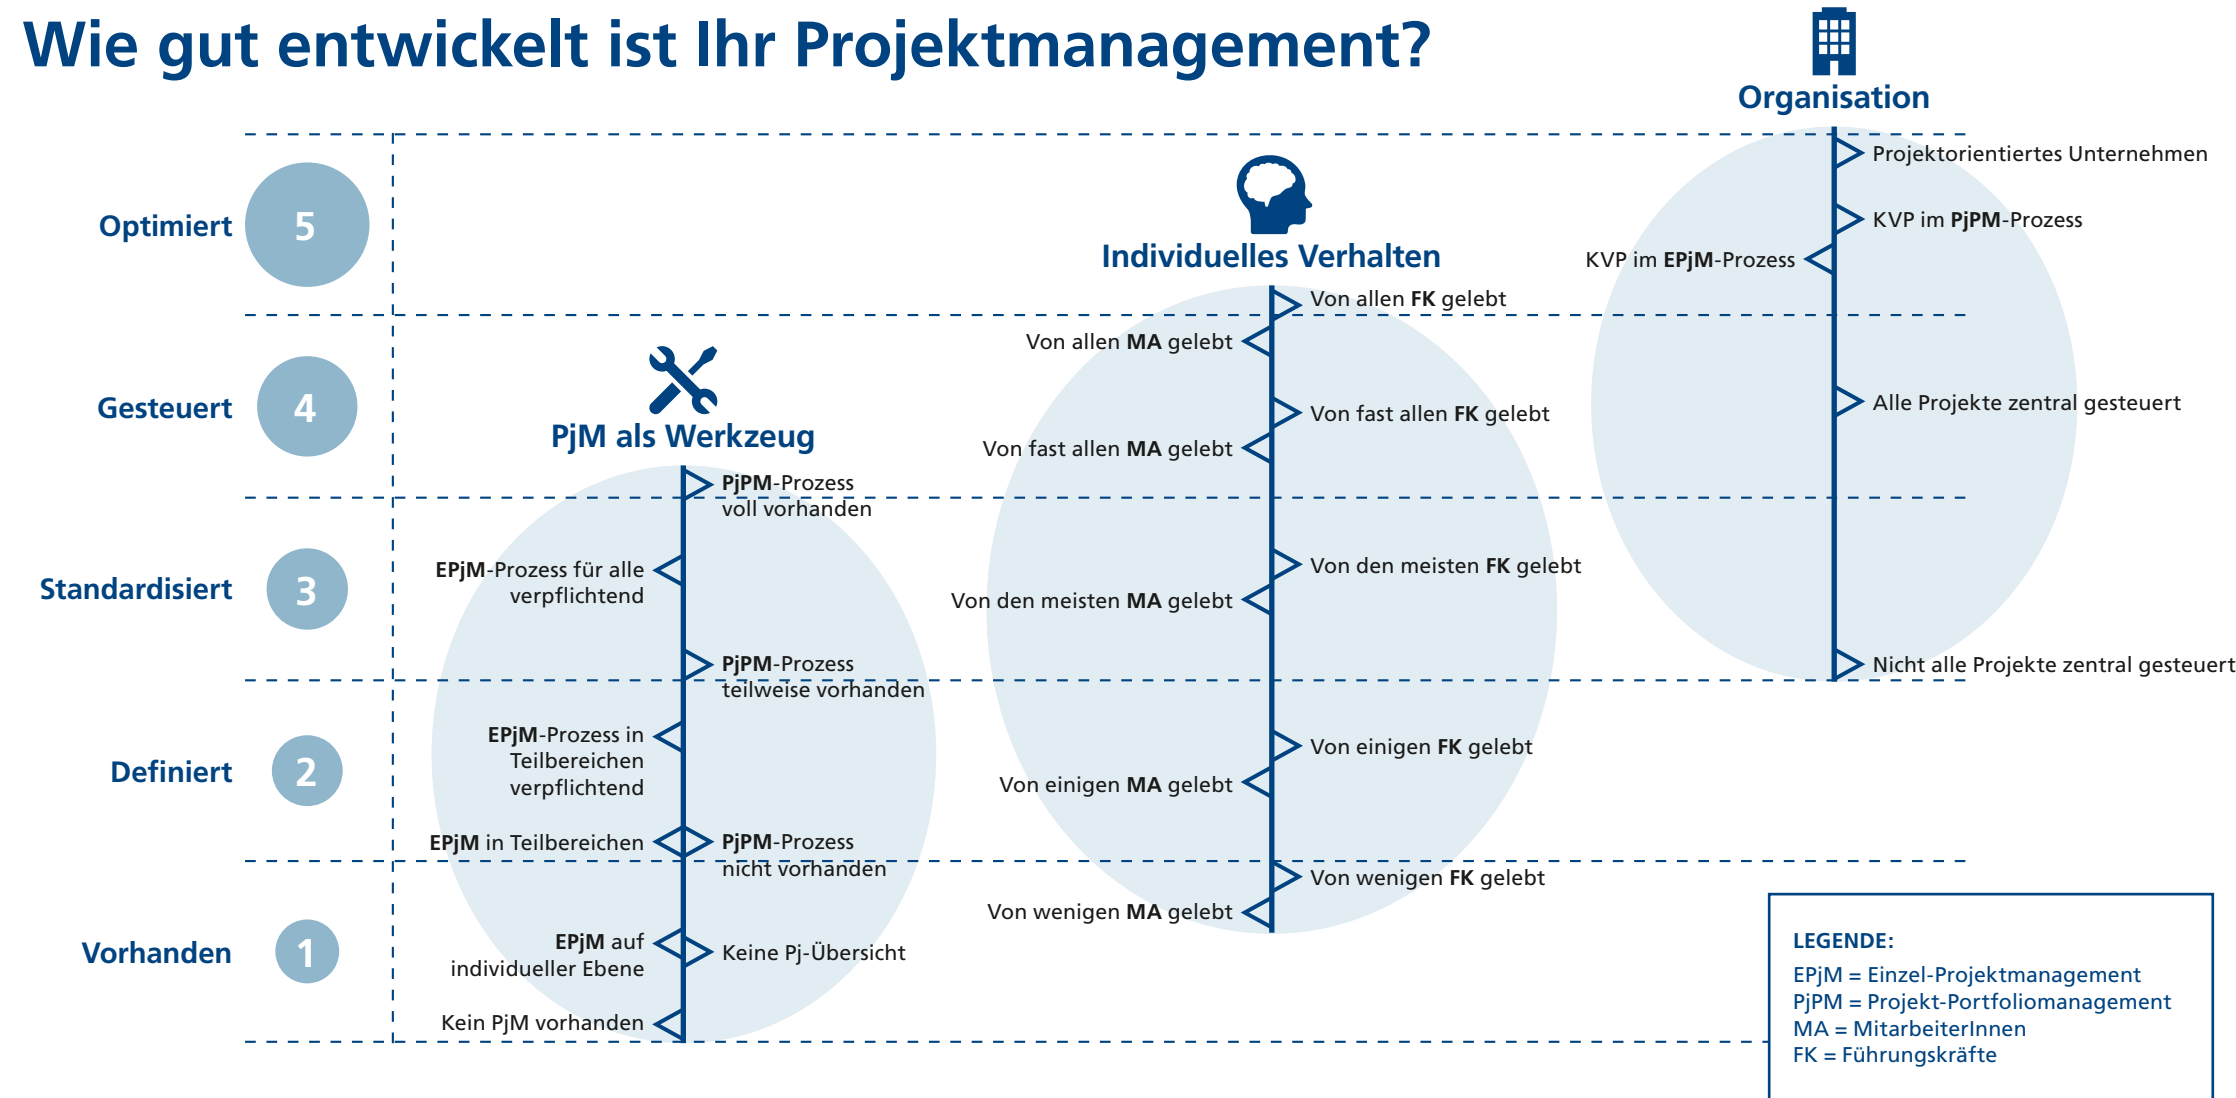 Wie gut entwickelt ist Ihr Projektmanagement?
Optimiert
5
Gesteuert
4
Standardisiert
3
Definiert
2
Vorhanden
1
PjM als Werkzeug
PjPM-Prozess
voll vorhanden
EPjM-Prozess für alle
verpflichtend
PjPM-Prozess
teilweise vorhanden
EPjM-Prozess in
Teilbereichen
verpflichtend
EPjM in Teilbereichen
PjPM-Prozess
nicht vorhanden
EPjM auf
individueller Ebene
Keine Pj-Übersicht
Kein PjM vorhanden
Individuelles Verhalten
Von allen FK gelebt
Von allen MA gelebt
Von fast allen FK gelebt
Von fast allen MA gelebt
Von den meisten FK gelebt
Von den meisten MA gelebt
Von einigen FK gelebt
Von einigen MA gelebt
Von wenigen FK gelebt
Von wenigen MA gelebt
Organisation
Projektorientiertes Unternehmen
KVP im PjPM-Prozess
KVP im EPjM-Prozess
Alle Projekte zentral gesteuert
Nicht alle Projekte zentral gesteuert
LEGENDE:
EPjM = Einzel-Projektmanagement
PjPM = Projekt-Portfoliomanagement
MA = MitarbeiterInnen
FK = Führungskräfte